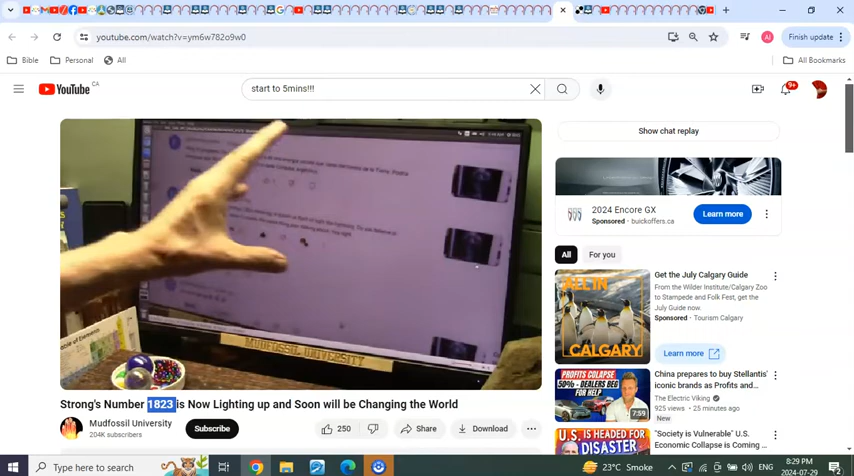 Finish update
youtube.com/watch?v=ym6w782o9w0
AI
Bible
Personal
All
All Bookmarks
YouTube CA
start to 5mins!!!
9+
Show chat replay
MUDFOSSIL UNIVERSITY
2024 Encore GX
Sponsored · buickoffers.ca
Learn more
All
For you
ALL IN
CALGARY
Get the July Calgary Guide
From the Wilder Institute/Calgary Zoo
to Stampede and Folk Fest, get the
July Guide now.
Sponsored · Tourism Calgary
Learn more
PROFITS COLLAPSE
50% - DEALERS BEG
FOR HELP
7:59
China prepares to buy Stellantis'
iconic brands as Profits and...
The Electric Viking
925 views · 25 min ago
New
U.S. IS HEADED FOR
DISASTER
"Society is Vulnerable" U.S.
Economic Collapse is Coming ...
Strong's Number 1823 is Now Lighting up and Soon will be Changing the World
Mudfossil University
204K subscribers
Subscribe
250
Share
Download
Type here to search
23°C Smoke
ENG
8:29 PM
2024-07-29